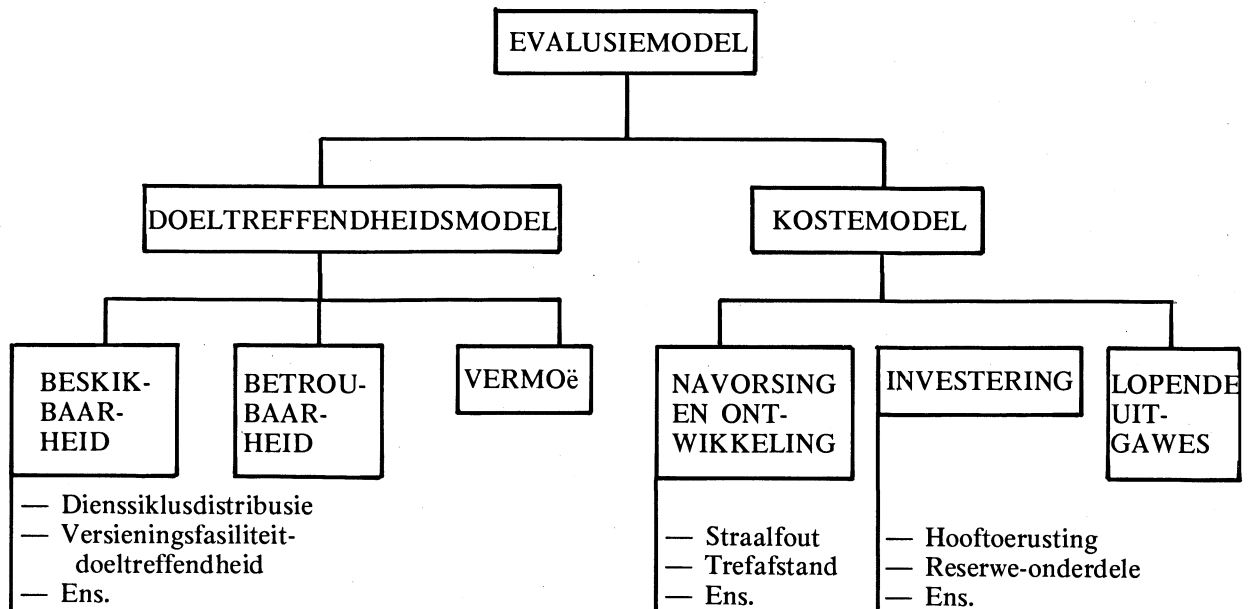 EVALUSIEMODEL
DOELTREFFENDHEIDSMODEL
KOSTEMODEL
BESKIK-
BAAR-
HEID
BETROU-
BAAR-
HEID
VERMOë
NAVORSING
EN ONT-
WIKKELING
INVESTERING
LOPENDE
UIT-
GAWES
— Dienssiklusdistribusie
— Versieningsfasiliteit-
doeltreffendheid
— Ens.
— Straalfout
— Trefafstand
— Ens.
— Hooftoerusting
— Reserwe-onderdele
— Ens.